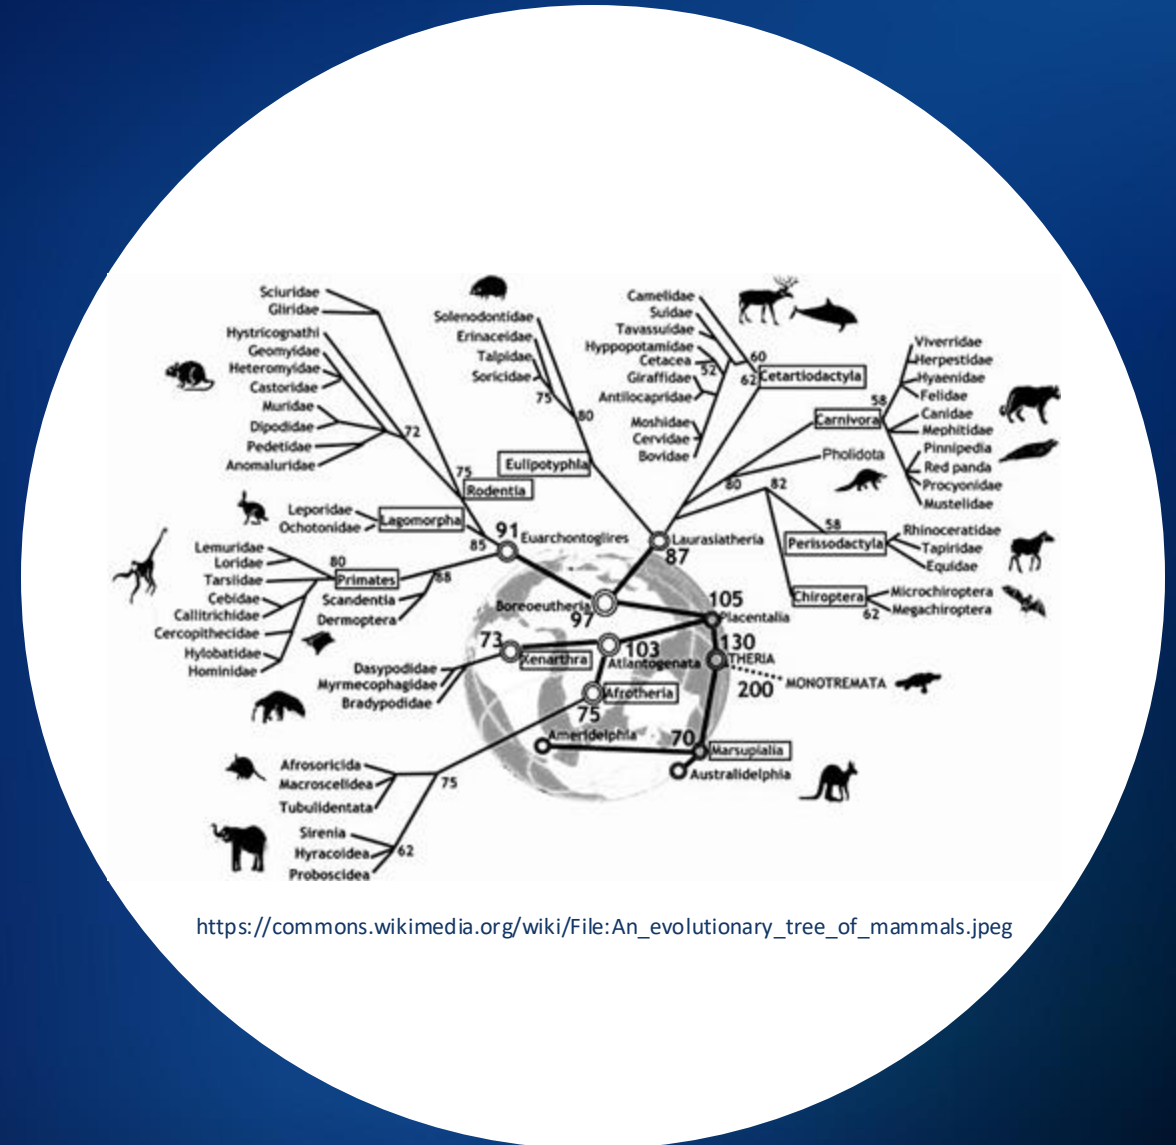 Sciuridae
Gliridae
Hystricognathi
Geomyidae
Heteromyidae
Castoridae
Muridae
Dipodidae
Pedetidae
Anomaluridae
72
75
Rodentia
Solenodontidae
Erinaceidae
Talpidae
Soricidae
75
80
Eulipotyphla
Camelidae
Suidae
Tavassuidae
Hyppopotamidae
Cetacea
52
Giraffidae
Antilocapridae
Moshidae
Cervidae
Bovidae
60
62
Cetartiodactyla
Viverridae
Herpestidae
Hyaenidae
Felidae
58
Carnivora
Canidae
Mephitidae
Pinnipedia
Red panda
Procyonidae
Mustelidae
Pholidota
80
82
58
Perissodactyla
Rhinoceratidae
Tapiridae
Equidae
Chiroptera
62
Microchiroptera
Megachiroptera
Leporidae
Ochotonidae
Lagomorpha
85
91
Euarchontoglires
Laurasiatheria
87
Lemuridae
Loridae
Tarsiidae
Cebidae
Callitrichidae
Cercopithecidae
Hylobatidae
Hominidae
80
Primates
88
Scandentia
Dermoptera
Boreoeutheria
97
105
Placentalia
73
Xenarthra
103
Atlantogenata
130
THERIA
200
MONOTREMATA
Dasypodidae
Myrmecophagidae
Bradypodidae
Afrotheria
75
Ameridelphia
70
Marsupialia
Australidelphia
Afrosoricida
Macroscelidea
Tubulidentata
75
Sirenia
Hyracoidea
Proboscidea
62
https://commons.wikimedia.org/wiki/File:An_evolutionary_tree_of_mammals.jpeg